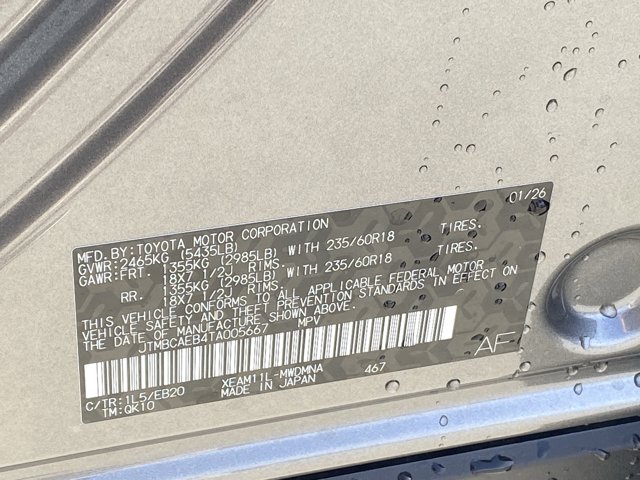 01/26
MFD.BY:TOYOTA MOTOR CORPORATION
GVWR:2465KG (5435LB)
GAWR:FRT. 1355KG (2985LB) WITH 235/60R18 TIRES.
18X7 1/2J RIMS
RR. 1355KG (2985LB) WITH 235/60R18 TIRES.
18X7 1/2J RIMS.
THIS VEHICLE CONFORMS TO ALL APPLICABLE FEDERAL MOTOR
VEHICLE SAFETY AND THEFT PREVENTION STANDARDS IN EFFECT ON
THE DATE OF MANUFACTURE SHOWN ABOVE.
JTMBCAEB4TA005667 MPV
AF
C/TR:1L5/EB20 XEAM11L-MWDMNA 467
TM:QK10 MADE IN JAPAN